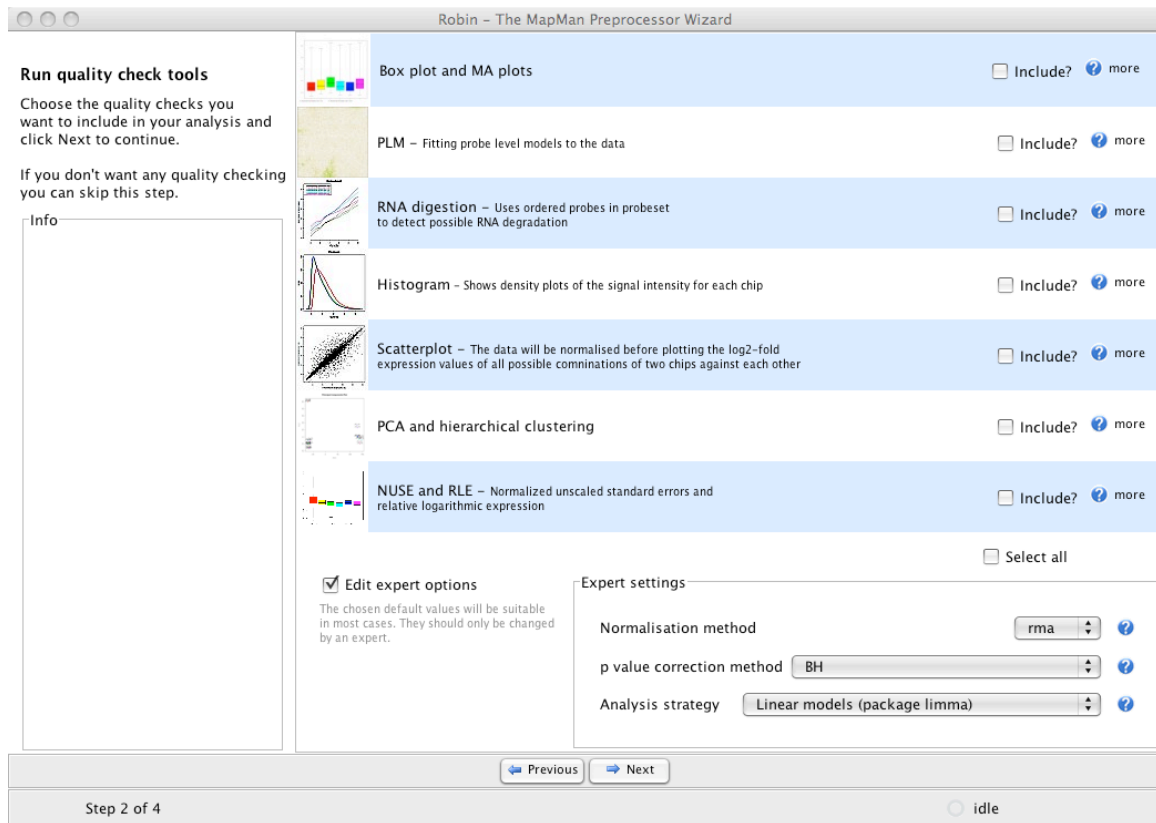 Robin – The MapMan Preprocessor Wizard
Run quality check tools
Choose the quality checks you
want to include in your analysis and
click Next to continue.
If you don't want any quality checking
you can skip this step.
Info
Box plot and MA plots
Include? ? more
PLM – Fitting probe level models to the data
Include? ? more
RNA digestion – Uses ordered probes in probeset
to detect possible RNA degradation
Include? ? more
Histogram – Shows density plots of the signal intensity for each chip
Include? ? more
Scatterplot – The data will be normalised before plotting the log2-fold
expression values of all possible comninations of two chips against each other
Include? ? more
PCA and hierarchical clustering
Include? ? more
NUSE and RLE – Normalized unscaled standard errors and
relative logarithmic expression
Include? ? more
Select all
Edit expert options
The chosen default values will be suitable
in most cases. They should only be changed
by an expert.
Expert settings
Normalisation method rma ?
p value correction method BH ?
Analysis strategy Linear models (package limma) ?
Previous Next
Step 2 of 4 idle